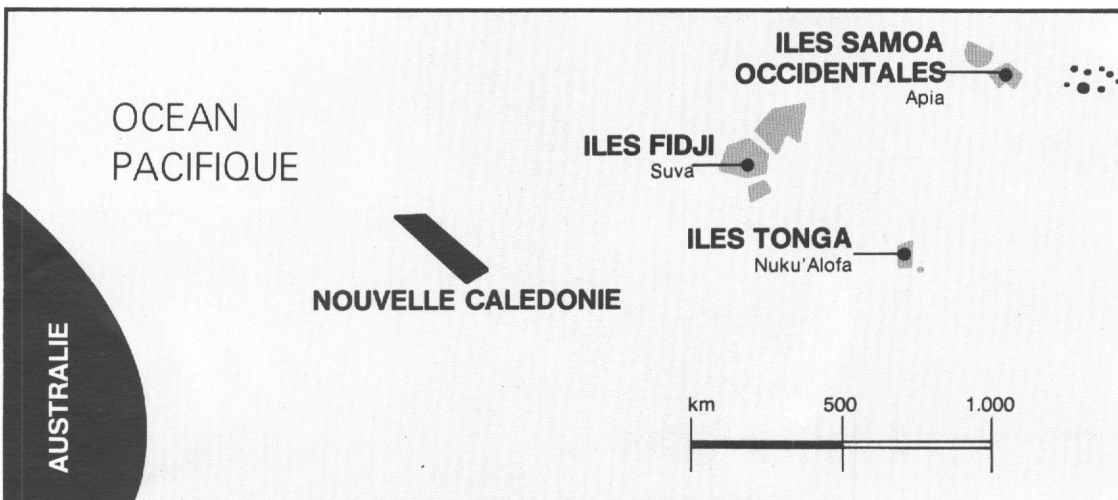 ILES SAMOA
OCCIDENTALES
Apia
OCEAN
PACIFIQUE
ILES FIDJI
Suva
ILES TONGA
Nuku'Alofa
NOUVELLE CALEDONIE
AUSTRALIE
km 500 1.000